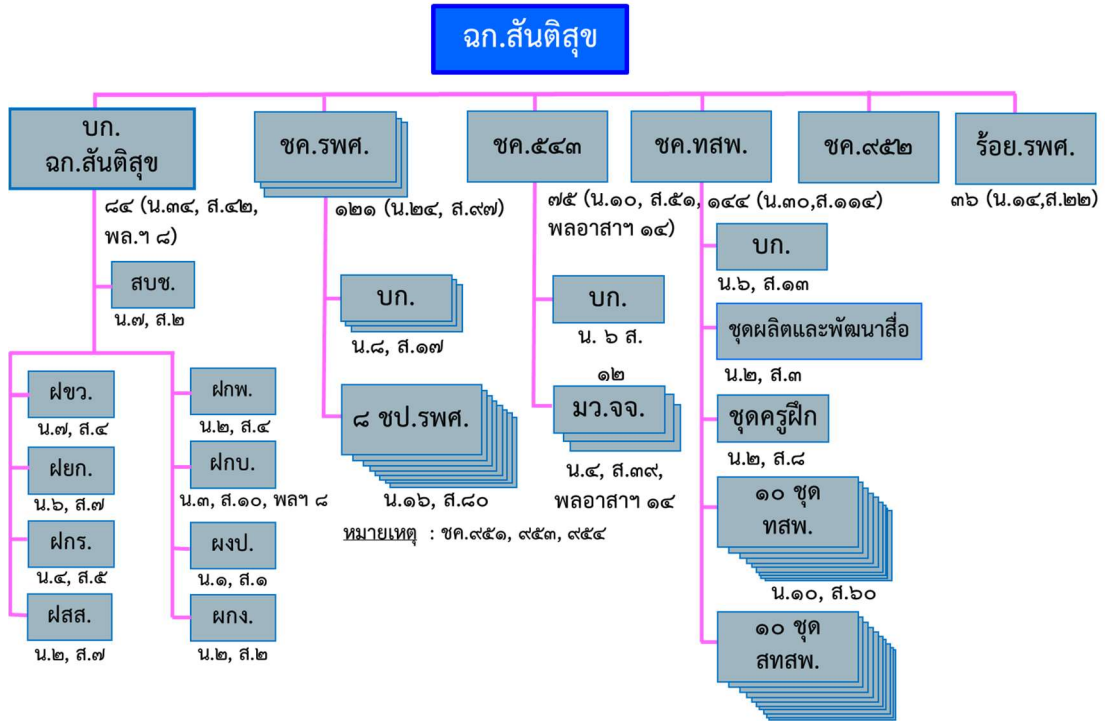 ฉก.สันติสุข
บก.
ฉก.สันติสุข
๘๔ (น.๓๔, ส.๔๒,
พล.ฯ ๘)
สบช.
น.๗, ส.๒
ฝขว.
น.๗, ส.๔
ฝยก.
น.๖, ส.๗
ฝกร.
น.๔, ส.๕
ฝสส.
น.๒, ส.๗
ฝกพ.
น.๒, ส.๔
ฝกบ.
น.๓, ส.๑๐, พลฯ ๘
ผงป.
น.๑, ส.๑
ผกง.
น.๒, ส.๒
ชค.รพศ.
๑๒๑ (น.๒๔, ส.๙๗)
บก.
น.๘, ส.๑๗
๘ ชป.รพศ.
น.๑๖, ส.๘๐
หมายเหตุ : ชค.๙๕๑, ๙๕๓, ๙๕๔
ชค.๕๔๓
๗๕ (น.๑๐, ส.๕๑,
พลอาสาฯ ๑๔)
บก.
น. ๖ ส.
๑๒
มว.จจ.
น.๔, ส.๓๙,
พลอาสาฯ ๑๔
ชค.ทสพ.
๑๔๔ (น.๓๐,ส.๑๑๔)
บก.
น.๖, ส.๑๓
ชุดผลิตและพัฒนาสื่อ
น.๒, ส.๓
ชุดครูฝึก
น.๒, ส.๘
๑๐ ชุด
ทสพ.
น.๑๐, ส.๖๐
๑๐ ชุด
สทสพ.
ชค.๙๕๒
ร้อย.รพศ.
๓๖ (น.๑๔,ส.๒๒)